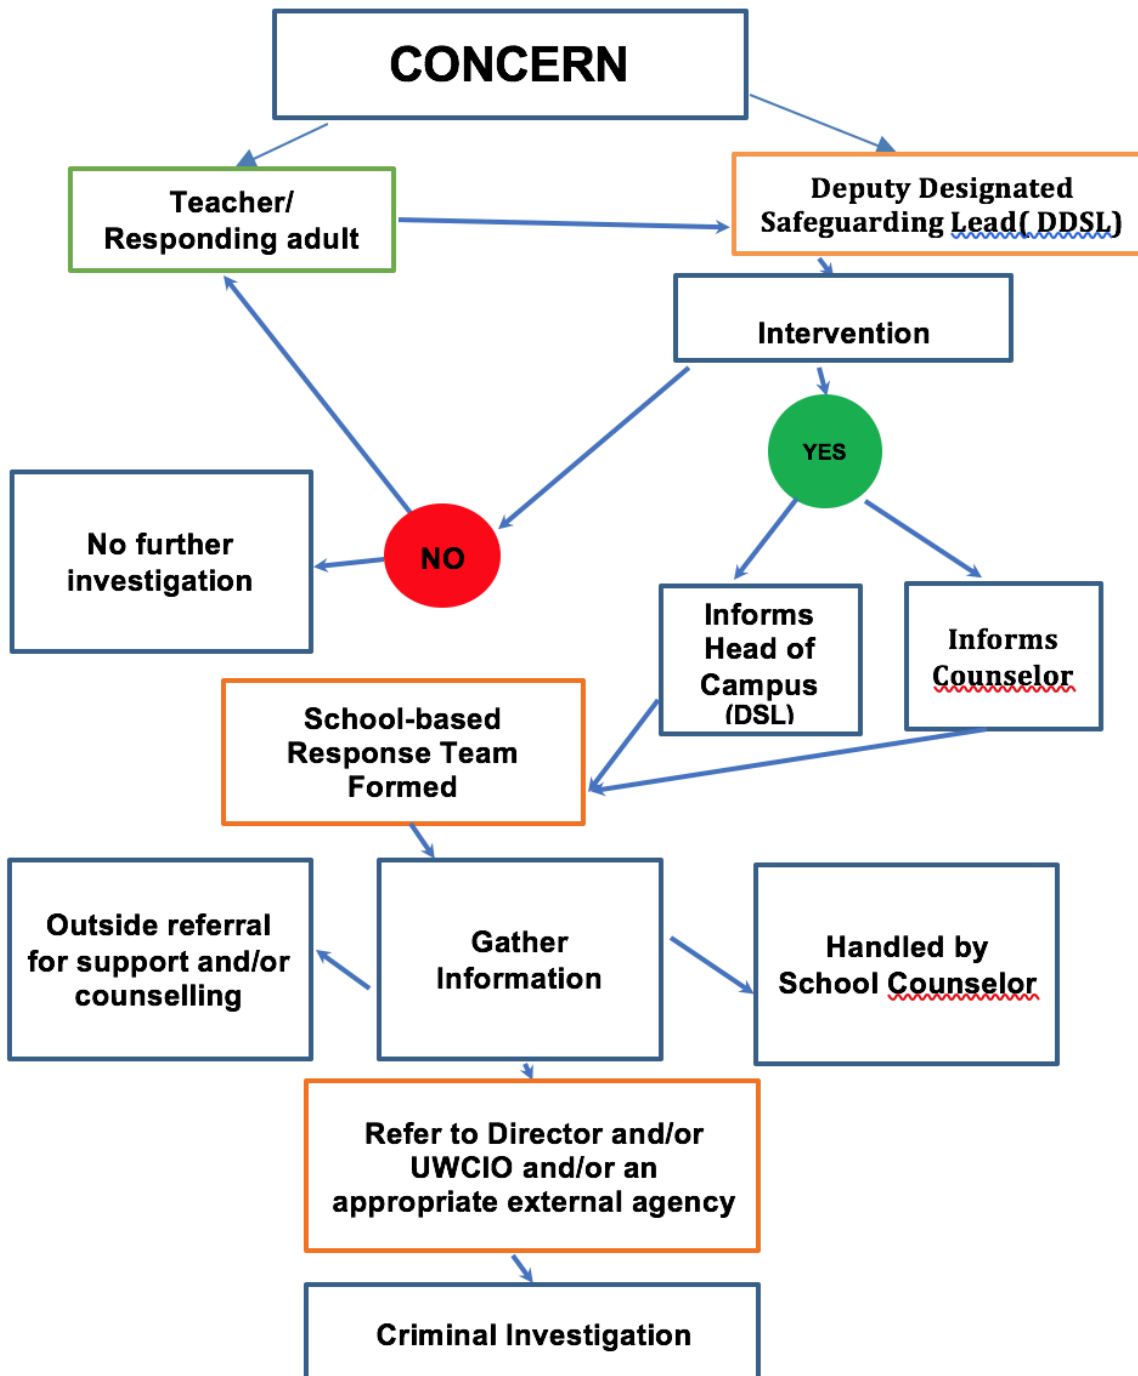 CONCERN
Teacher/
Responding adult
Deputy Designated
Safeguarding Lead( DDSL)
Intervention
YES
NO
No further
investigation
Informs
Head of
Campus
(DSL)
Informs
Counselor
School-based
Response Team
Formed
Outside referral
for support and/or
counselling
Gather
Information
Handled by
School Counselor
Refer to Director and/or
UWCIO and/or an
appropriate external agency
Criminal Investigation